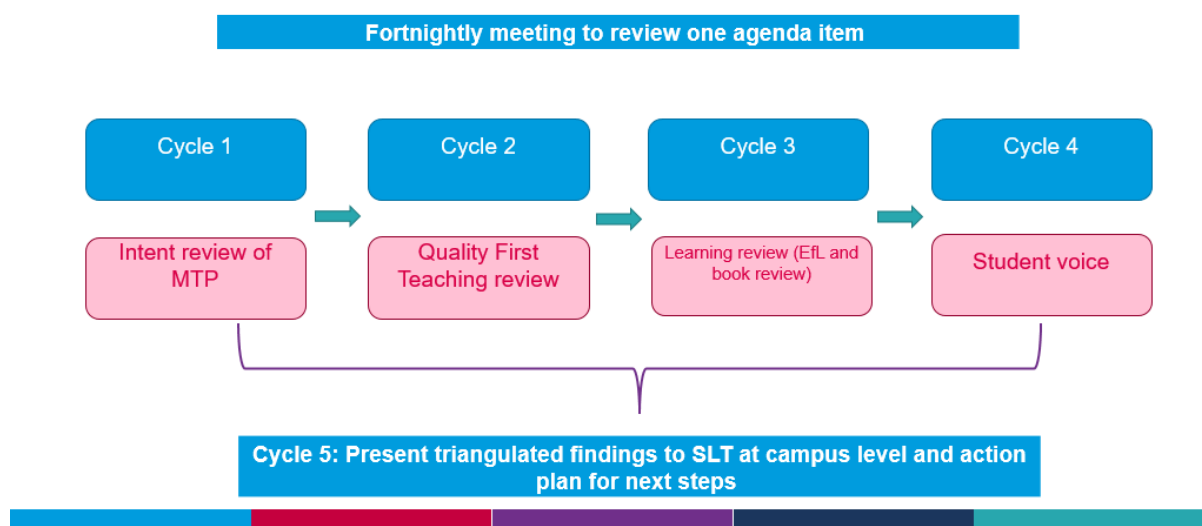 Fortnightly meeting to review one agenda item
Cycle 1
Cycle 2
Cycle 3
Cycle 4
Intent review of
MTP
Quality First
Teaching review
Learning review (EfL and
book review)
Student voice
Cycle 5: Present triangulated findings to SLT at campus level and action
plan for next steps